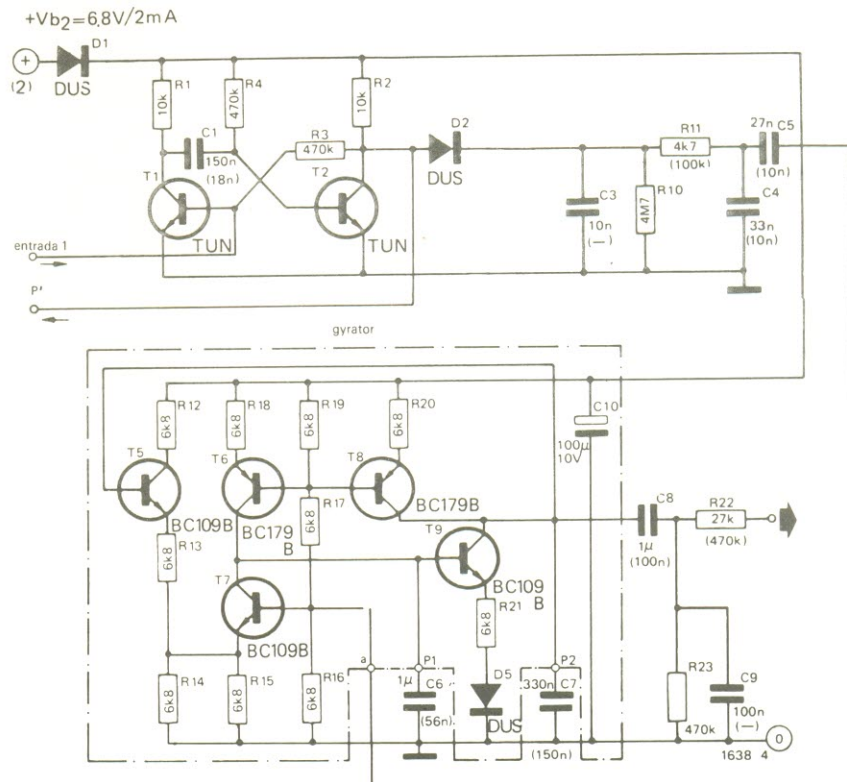 +Vb2=6,8V/2mA
+
(2)
D1
DUS
R1
10k
R4
470k
R2
10k
C1
150n
(18n)
R3
470k
D2
DUS
R11
4k7
(100k)
27n
C5
(10n)
T1
TUN
T2
TUN
C3
10n
(—)
R10
4M7
C4
33n
(10n)
entrada 1
P'
gyrator
R12
6k8
R18
6k8
R19
6k8
R20
6k8
C10
100µ
10V
T5
BC109B
T6
BC179
B
R17
6k8
T8
BC179B
C8
1µ
(100n)
R22
27k
(470k)
R13
6k8
T9
BC109
B
T7
BC109B
R21
6k8
a
P1
P2
R14
6k8
R15
6k8
R16
6k8
1µ
C6
(56n)
D5
DUS
330n
C7
(150n)
R23
470k
C9
100n
(—)
0
1638 4